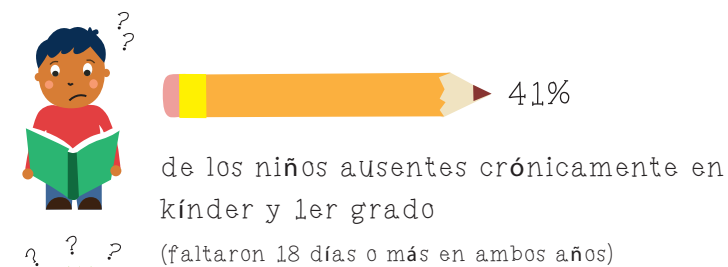 ?
?
41%
de los niños ausentes crónicamente en
kínder y 1er grado
? ? ?
(faltaron 18 días o más en ambos años)